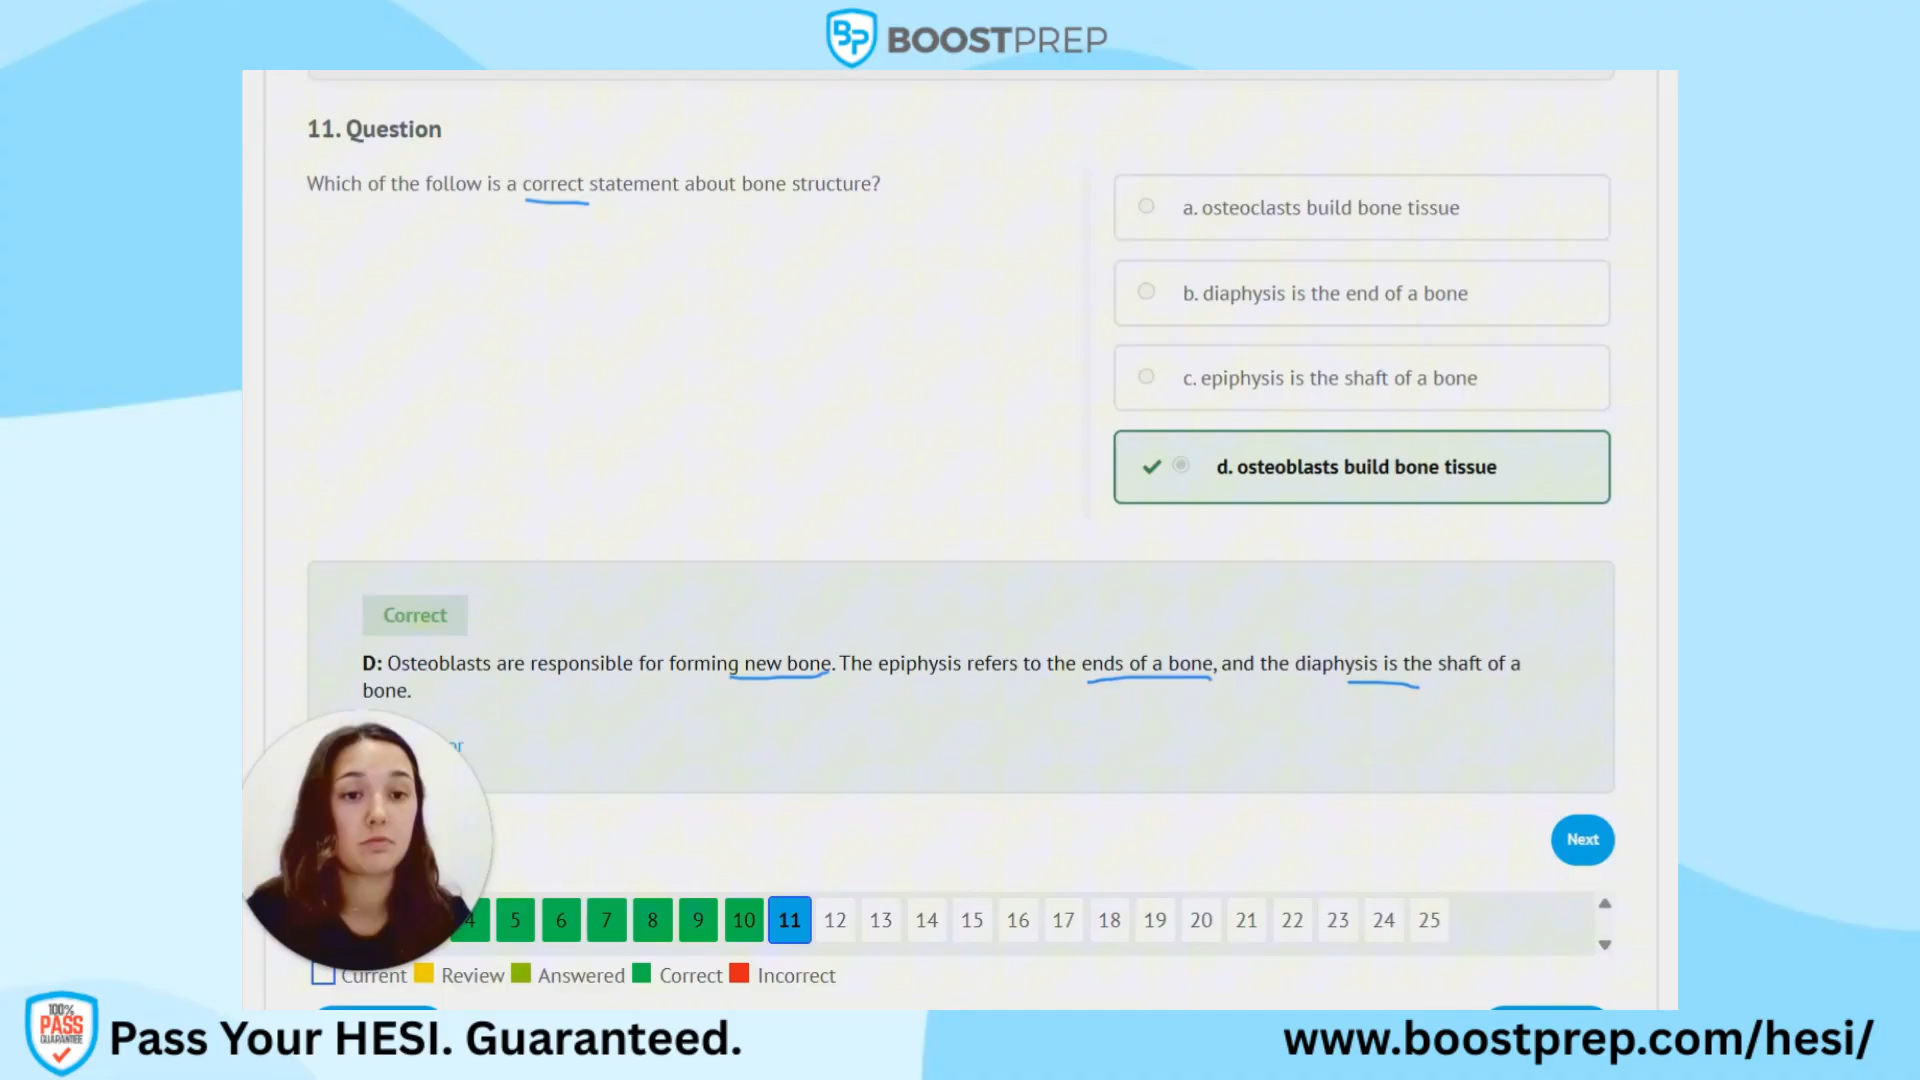 BP BOOSTPREP
11. Question
Which of the follow is a correct statement about bone structure?
a. osteoclasts build bone tissue
b. diaphysis is the end of a bone
c. epiphysis is the shaft of a bone
d. osteoblasts build bone tissue
Correct
D: Osteoblasts are responsible for forming new bone. The epiphysis refers to the ends of a bone, and the diaphysis is the shaft of a
bone.
or
Next
4 5 6 7 8 9 10 11 12 13 14 15 16 17 18 19 20 21 22 23 24 25
Current Review Answered Correct Incorrect
100%
PASS
GUARANTEE
Pass Your HESI. Guaranteed.
www.boostprep.com/hesi/